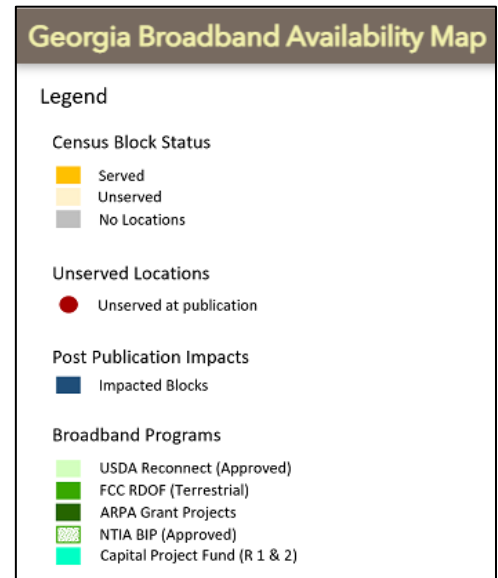 Georgia Broadband Availability Map
Legend
Census Block Status
Served
Unserved
No Locations
Unserved Locations
Unserved at publication
Post Publication Impacts
Impacted Blocks
Broadband Programs
USDA Reconnect (Approved)
FCC RDOF (Terrestrial)
ARPA Grant Projects
NTIA BIP (Approved)
Capital Project Fund (R 1 & 2)